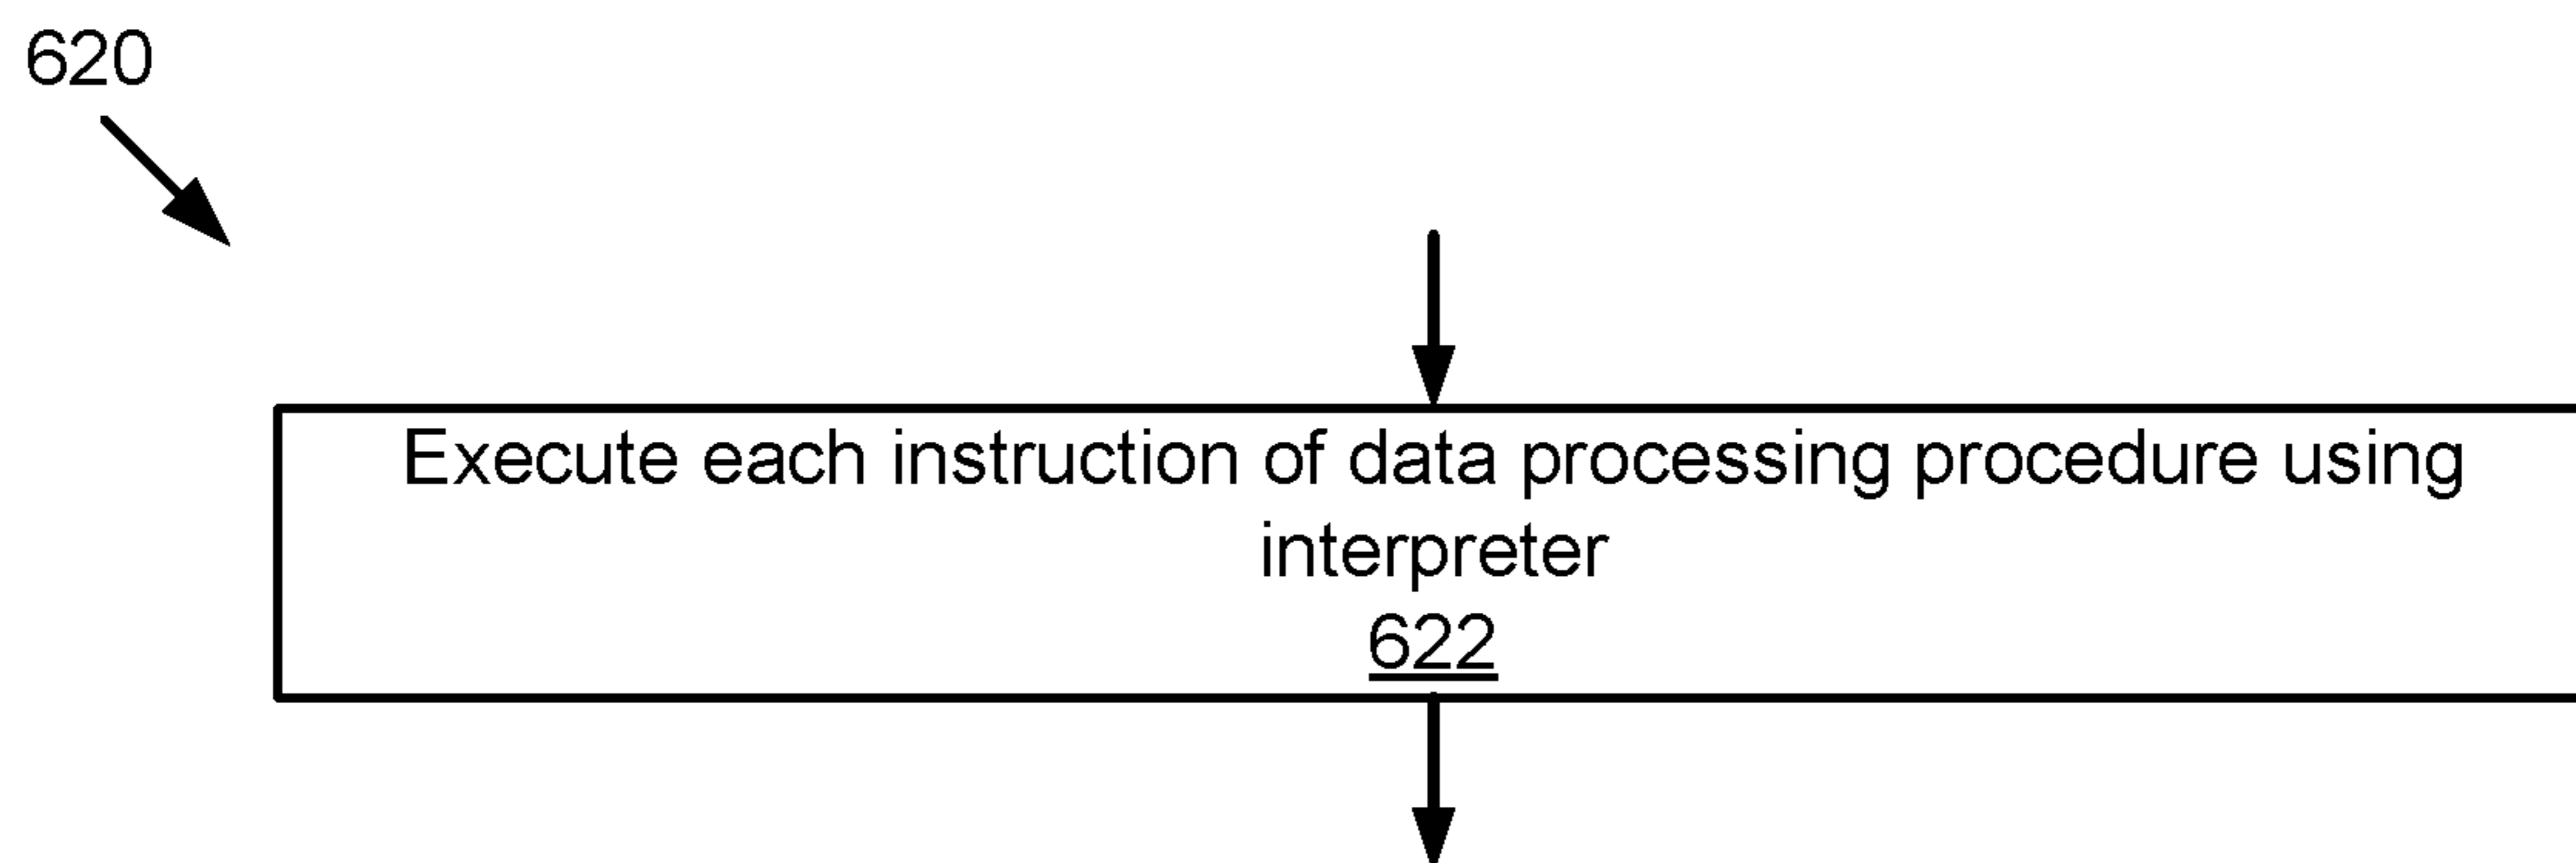 620
Execute each instruction of data processing procedure using
interpreter
622